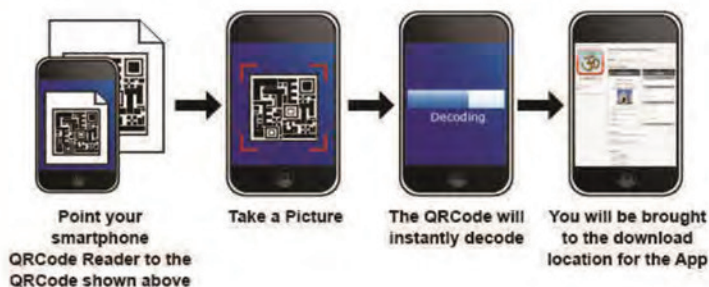 Decoding
Point your
smartphone
QRCode Reader to the
QRCode shown above
Take a Picture
The QRCode will
instantly decode
You will be brought
to the download
location for the App